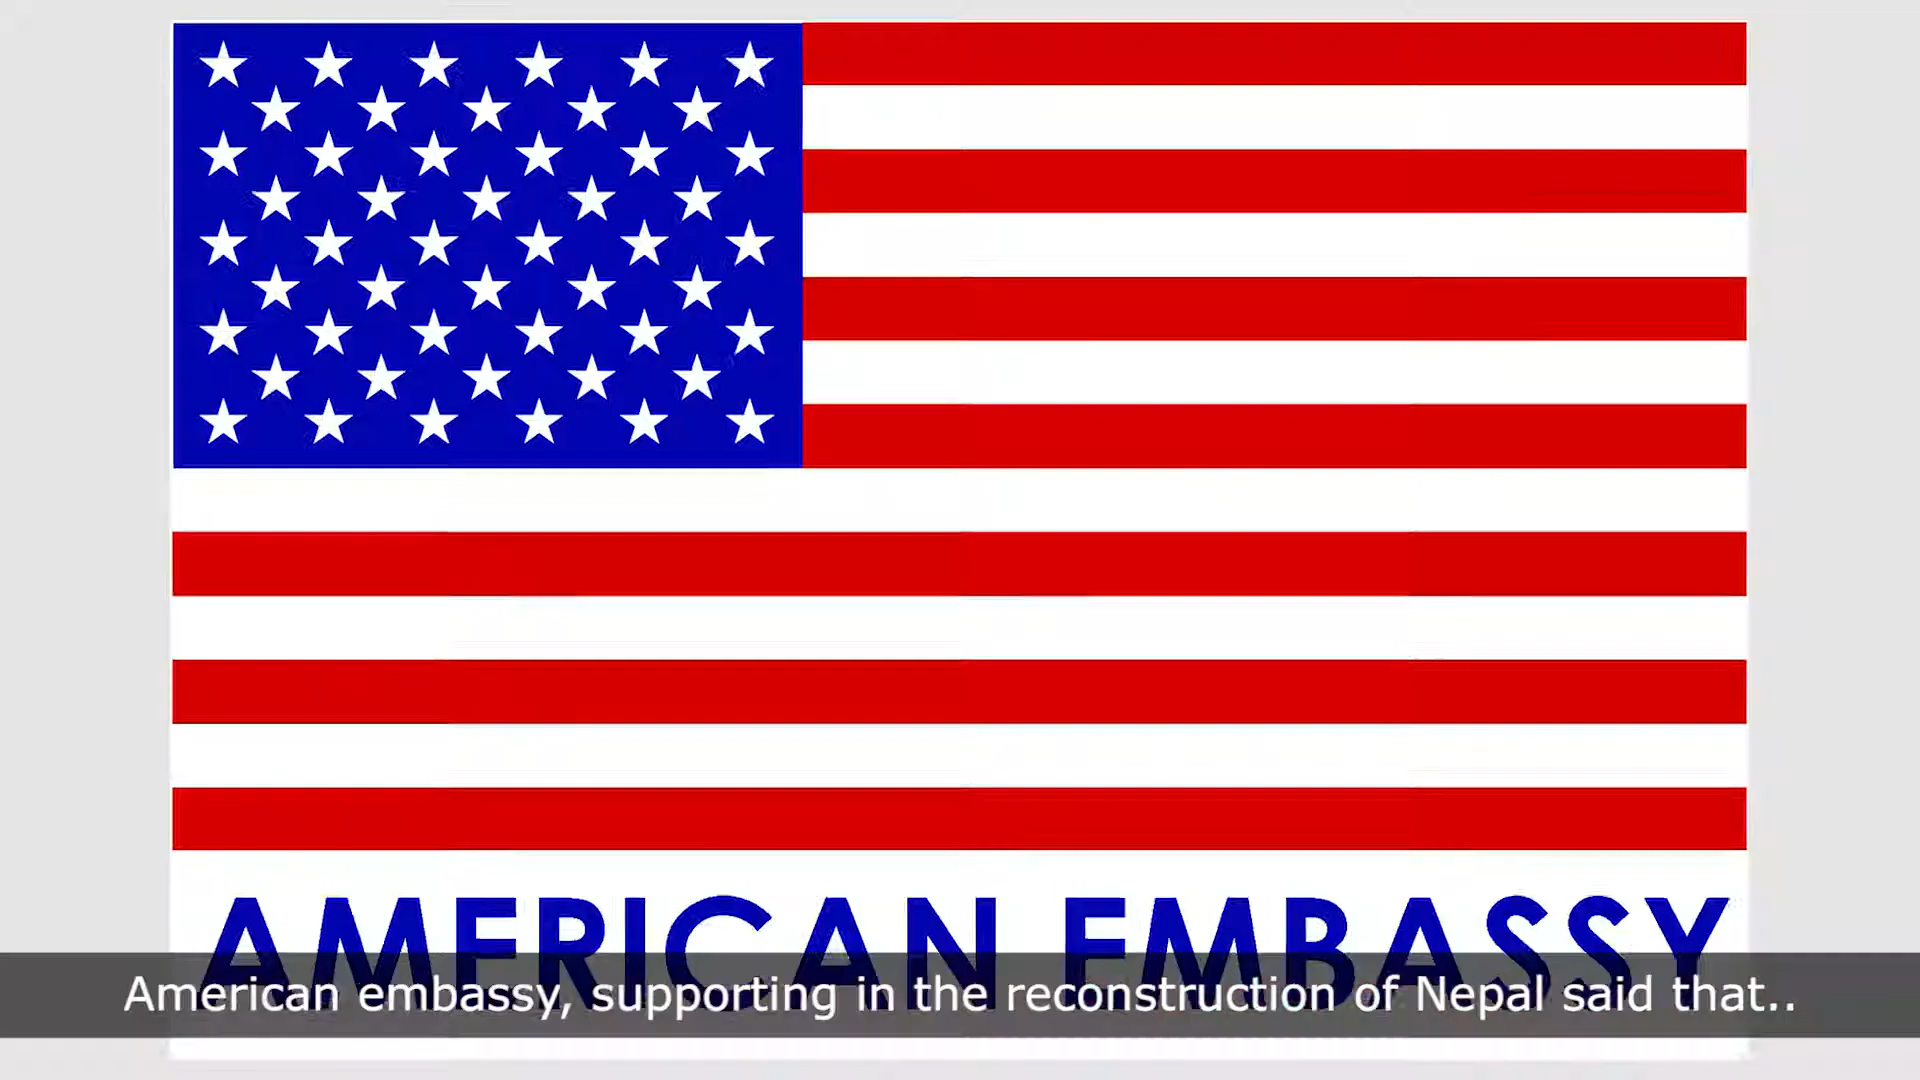 AMERICAN EMBASSY
American embassy, supporting in the reconstruction of Nepal said that..